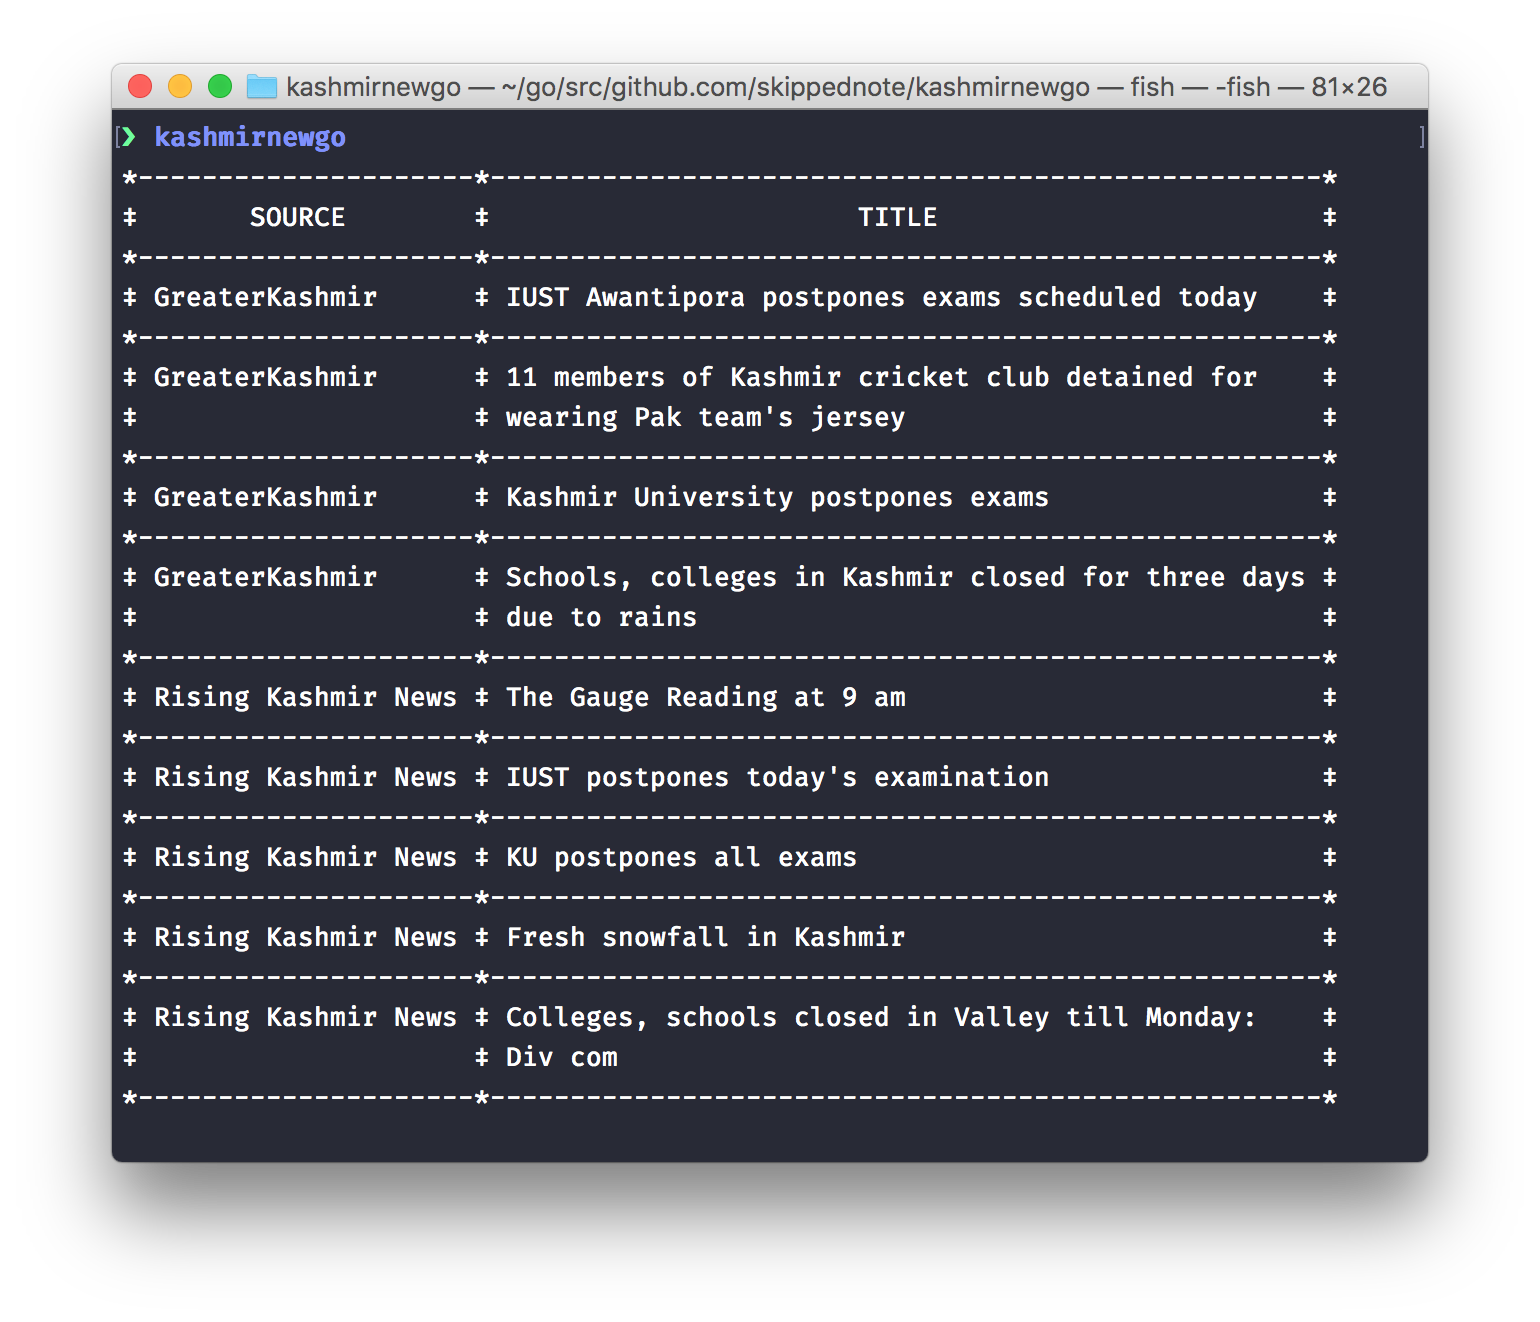 kashmirnewgo — ~/go/src/github.com/skippednote/kashmirnewgo — fish — -fish — 81×26
[❯ kashmirnewgo ]
*---------------------*----------------------------------------------------*
‡       SOURCE        ‡                       TITLE                        ‡
*---------------------*----------------------------------------------------*
‡ GreaterKashmir      ‡ IUST Awantipora postpones exams scheduled today    ‡
*---------------------*----------------------------------------------------*
‡ GreaterKashmir      ‡ 11 members of Kashmir cricket club detained for    ‡
‡                     ‡ wearing Pak team's jersey                          ‡
*---------------------*----------------------------------------------------*
‡ GreaterKashmir      ‡ Kashmir University postpones exams                 ‡
*---------------------*----------------------------------------------------*
‡ GreaterKashmir      ‡ Schools, colleges in Kashmir closed for three days ‡
‡                     ‡ due to rains                                       ‡
*---------------------*----------------------------------------------------*
‡ Rising Kashmir News ‡ The Gauge Reading at 9 am                          ‡
*---------------------*----------------------------------------------------*
‡ Rising Kashmir News ‡ IUST postpones today's examination                 ‡
*---------------------*----------------------------------------------------*
‡ Rising Kashmir News ‡ KU postpones all exams                             ‡
*---------------------*----------------------------------------------------*
‡ Rising Kashmir News ‡ Fresh snowfall in Kashmir                          ‡
*---------------------*----------------------------------------------------*
‡ Rising Kashmir News ‡ Colleges, schools closed in Valley till Monday:    ‡
‡                     ‡ Div com                                            ‡
*---------------------*----------------------------------------------------*